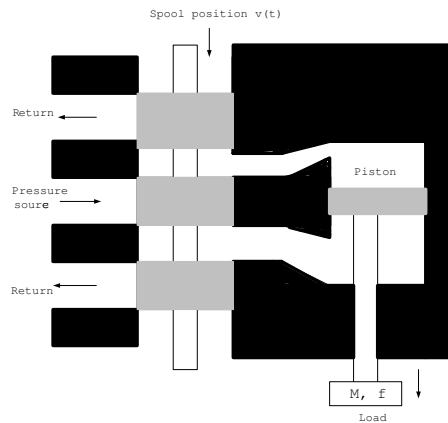 Spool position v(t)
Return
Piston
Pressure
soure
Return
M, f
Load